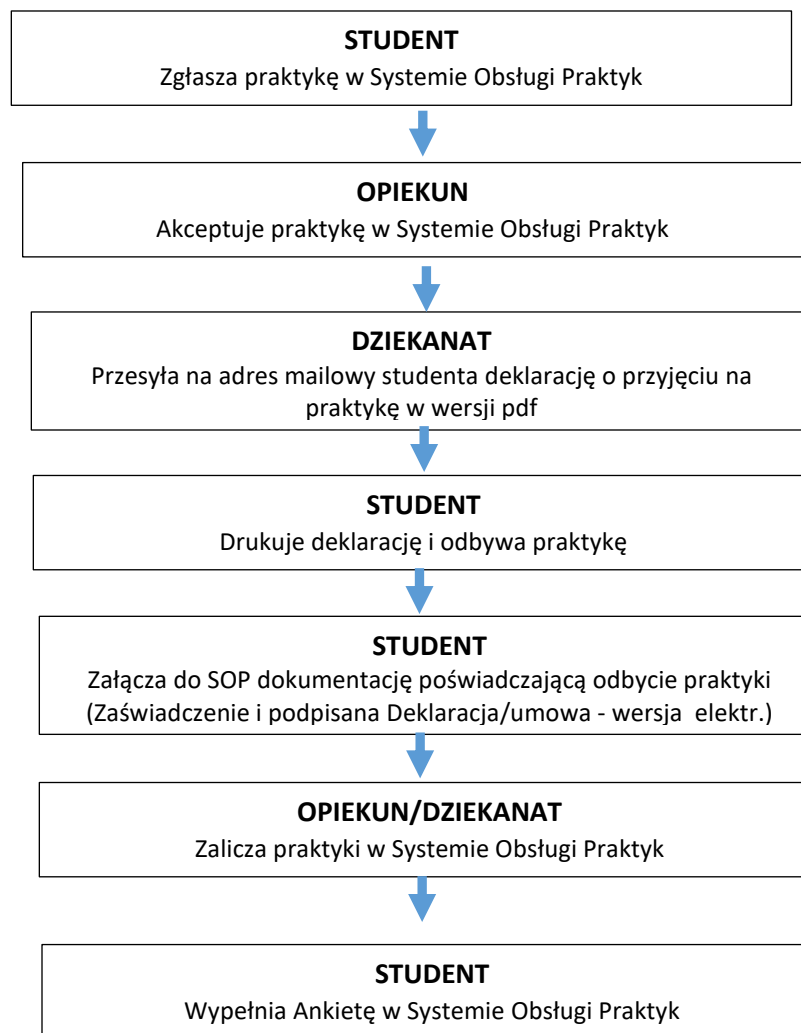 STUDENT
Zgłasza praktykę w Systemie Obsługi Praktyk
OPIEKUN
Akceptuje praktykę w Systemie Obsługi Praktyk
DZIEKANAT
Przesyła na adres mailowy studenta deklarację o przyjęciu na
praktykę w wersji pdf
STUDENT
Drukuje deklarację i odbywa praktykę
STUDENT
Załącza do SOP dokumentację poświadczającą odbycie praktyki
(Zaświadczenie i podpisana Deklaracja/umowa - wersja elektr.)
OPIEKUN/DZIEKANAT
Zalicza praktyki w Systemie Obsługi Praktyk
STUDENT
Wypełnia Ankietę w Systemie Obsługi Praktyk